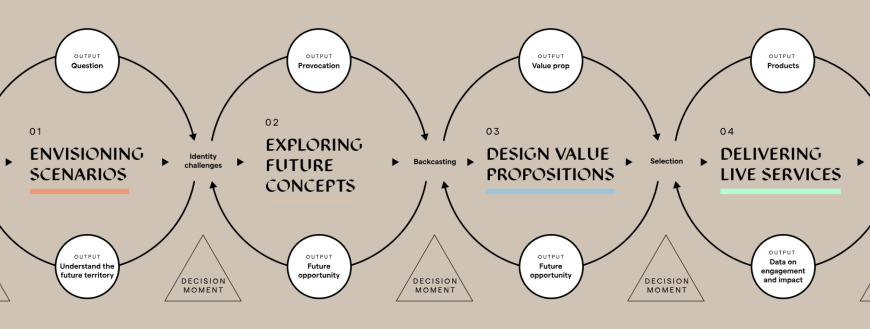 OUTPUT
Question
OUTPUT
Provocation
OUTPUT
Value prop
OUTPUT
Products
01
ENVISIONING
SCENARIOS
Identity
challenges
02
EXPLORING
FUTURE
CONCEPTS
Backcasting
03
DESIGN VALUE
PROPOSITIONS
Selection
04
DELIVERING
LIVE SERVICES
OUTPUT
Understand the
future territory
DECISION
MOMENT
OUTPUT
Future
opportunity
DECISION
MOMENT
OUTPUT
Future
opportunity
DECISION
MOMENT
OUTPUT
Data on
engagement
and impact